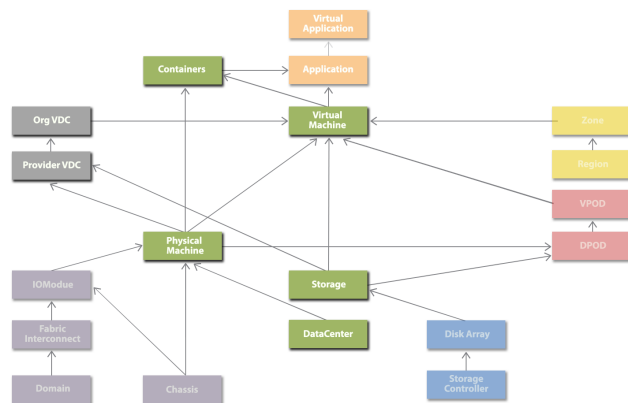 Virtual
Application
Containers
Application
Org VDC
Virtual
Machine
Zone
Provider VDC
Region
VPOD
Physical
Machine
DPOD
IOModue
Storage
Fabric
Interconnect
DataCenter
Disk Array
Domain
Chassis
Storage
Controller